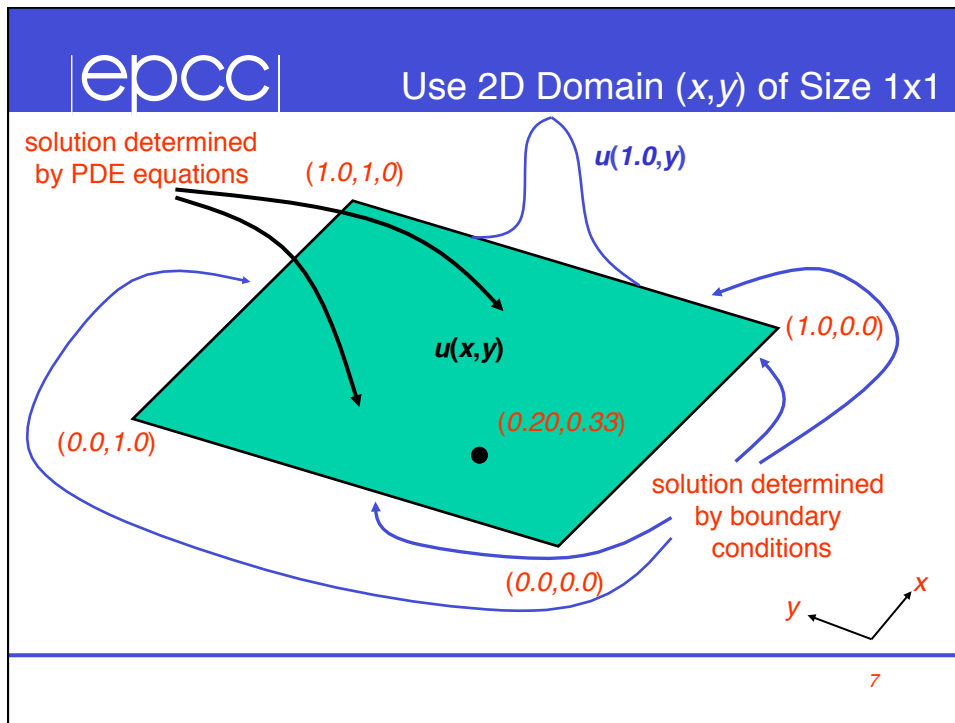 |epcc|
Use 2D Domain (x,y) of Size 1x1
solution determined
by PDE equations
(1.0,1,0)
u(1.0,y)
(1.0,0.0)
u(x,y)
(0.20,0.33)
(0.0,1.0)
solution determined
by boundary
conditions
(0.0,0.0)
x
y
7